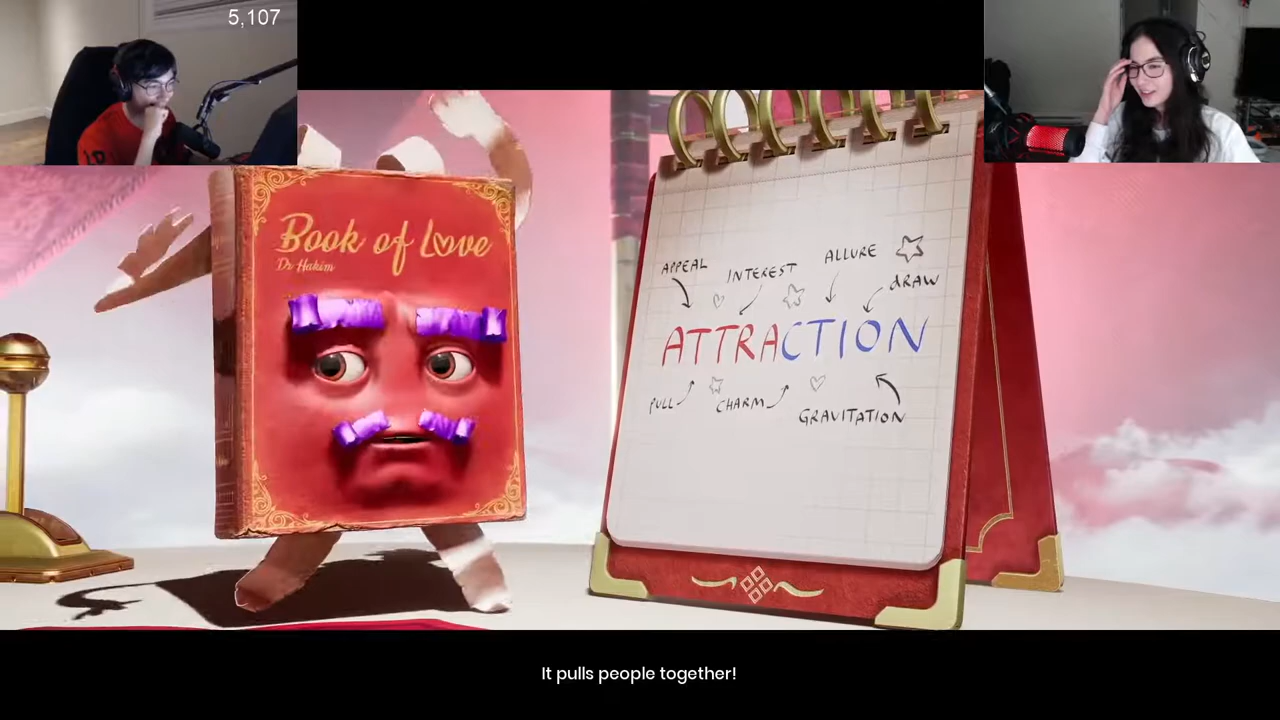 5,107
Book of Love
Dr Hakim
APPEAL
INTEREST
ALLURE
DRAW
ATTRACTION
PULL
CHARM
GRAVITATION
It pulls people together!